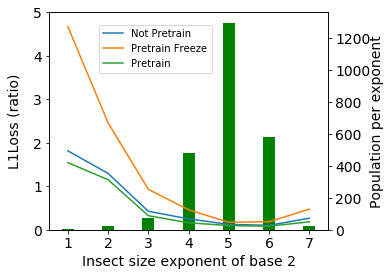 Not Pretrain
Pretrain Freeze
Pretrain
L1Loss (ratio)
5
4
3
2
1
0
1200
1000
800
600
400
200
0
Population per exponent
1 2 3 4 5 6 7
Insect size exponent of base 2